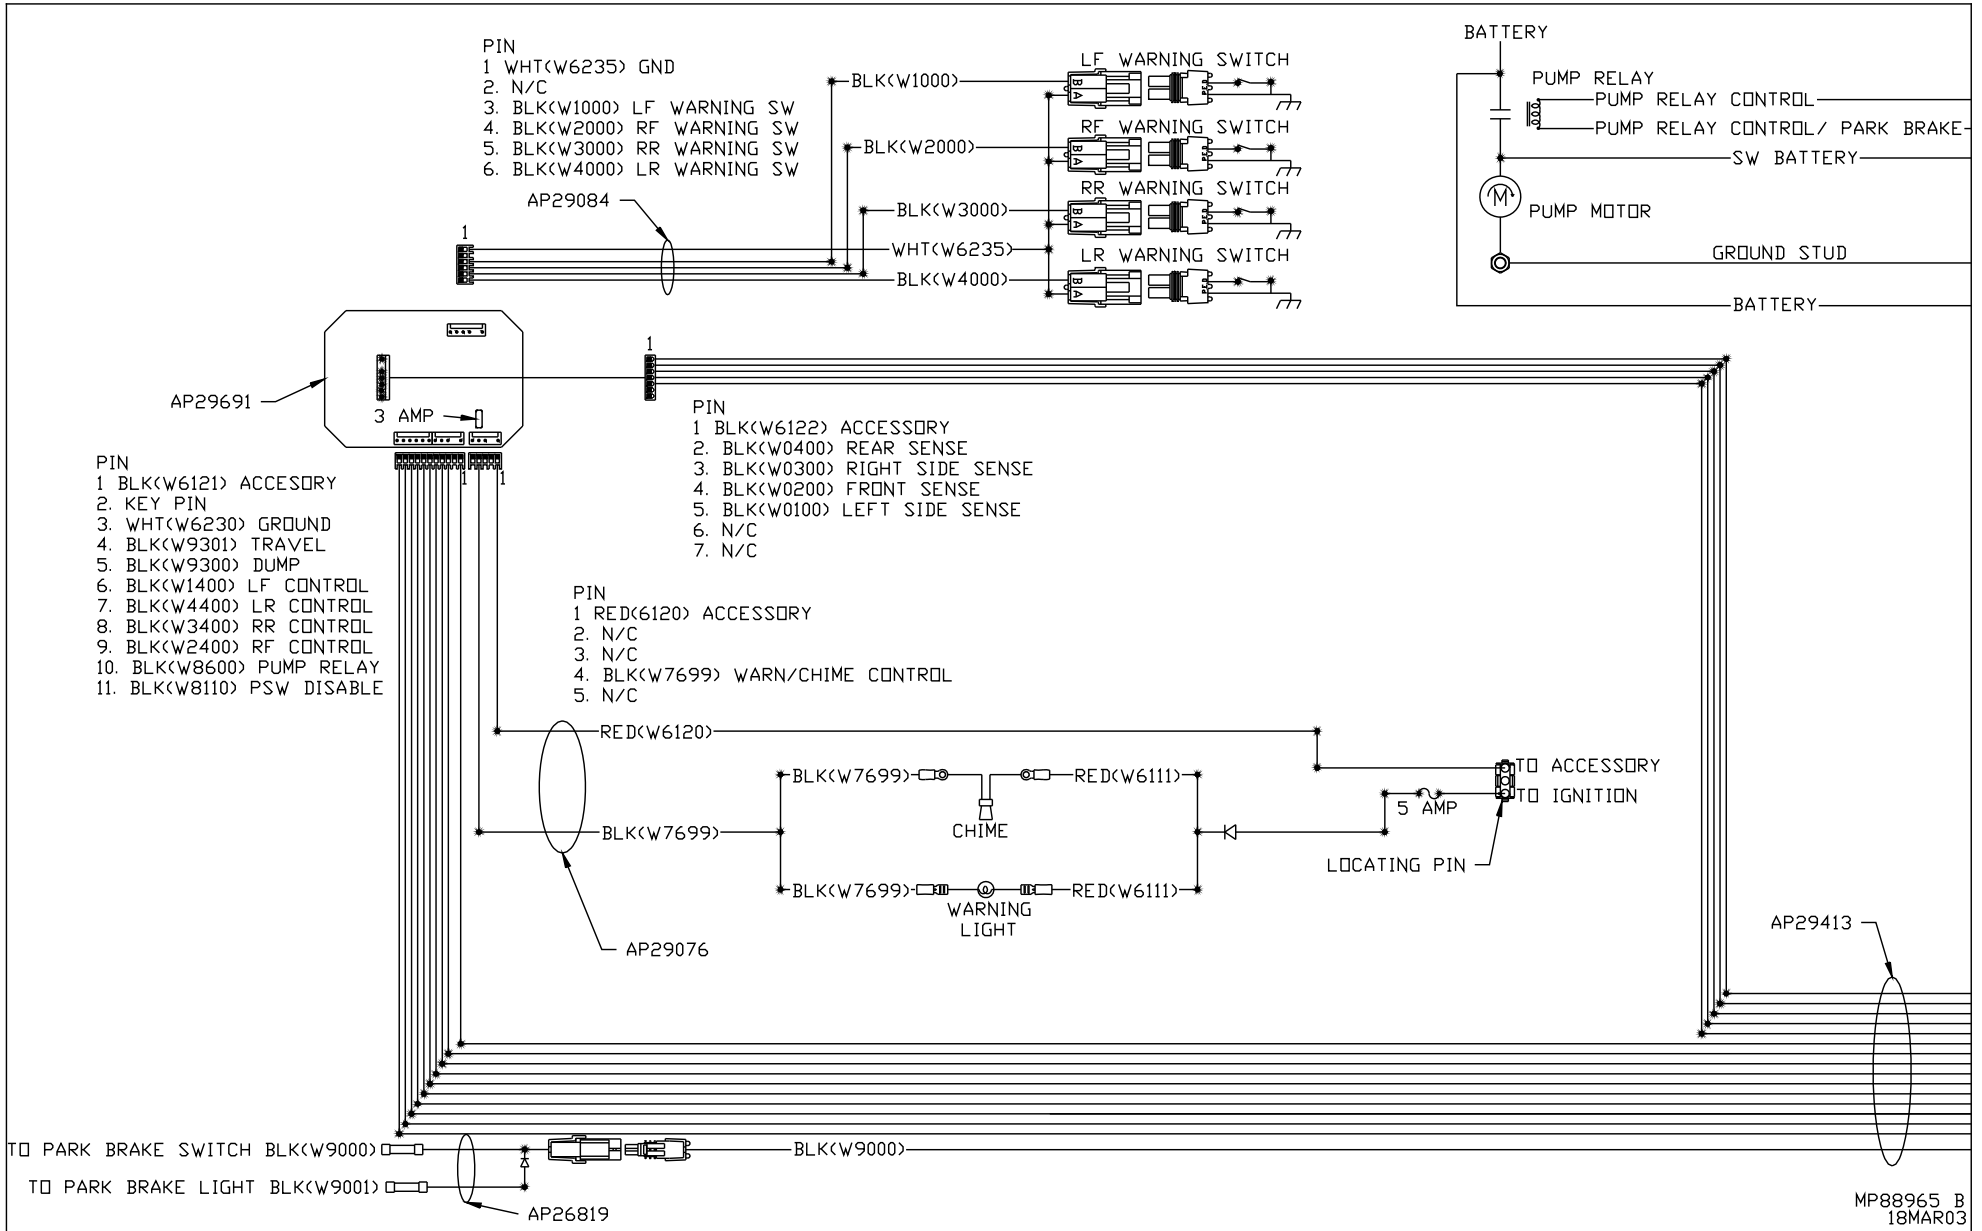 PIN
1 WHT(W6235) GND
2. N/C
3. BLK(W1000) LF WARNING SW
4. BLK(W2000) RF WARNING SW
5. BLK(W3000) RR WARNING SW
6. BLK(W4000) LR WARNING SW
AP29084
1
BLK(W1000)
BLK(W2000)
BLK(W3000)
WHT(W6235)
BLK(W4000)
LF WARNING SWITCH
B
A
RF WARNING SWITCH
B
A
RR WARNING SWITCH
B
A
LR WARNING SWITCH
B
A
BATTERY
PUMP RELAY
PUMP RELAY CONTROL
PUMP RELAY CONTROL/ PARK BRAKE
SW BATTERY
M
PUMP MOTOR
GROUND STUD
BATTERY
AP29691
3 AMP
1
PIN
1 BLK(W6122) ACCESSORY
2. BLK(W0400) REAR SENSE
3. BLK(W0300) RIGHT SIDE SENSE
4. BLK(W0200) FRONT SENSE
5. BLK(W0100) LEFT SIDE SENSE
6. N/C
7. N/C
1
1
PIN
1 BLK(W6121) ACCESORY
2. KEY PIN
3. WHT(W6230) GROUND
4. BLK(W9301) TRAVEL
5. BLK(W9300) DUMP
6. BLK(W1400) LF CONTROL
7. BLK(W4400) LR CONTROL
8. BLK(W3400) RR CONTROL
9. BLK(W2400) RF CONTROL
10. BLK(W8600) PUMP RELAY
11. BLK(W8110) PSW DISABLE
PIN
1 RED(6120) ACCESSORY
2. N/C
3. N/C
4. BLK(W7699) WARN/CHIME CONTROL
5. N/C
RED(W6120)
BLK(W7699)
RED(W6111)
CHIME
BLK(W7699)
BLK(W7699)
RED(W6111)
WARNING
LIGHT
TO ACCESSORY
TO IGNITION
5 AMP
LOCATING PIN
AP29076
AP29413
TO PARK BRAKE SWITCH BLK(W9000)
BLK(W9000)
TO PARK BRAKE LIGHT BLK(W9001)
AP26819
MP88965 B
18MAR03